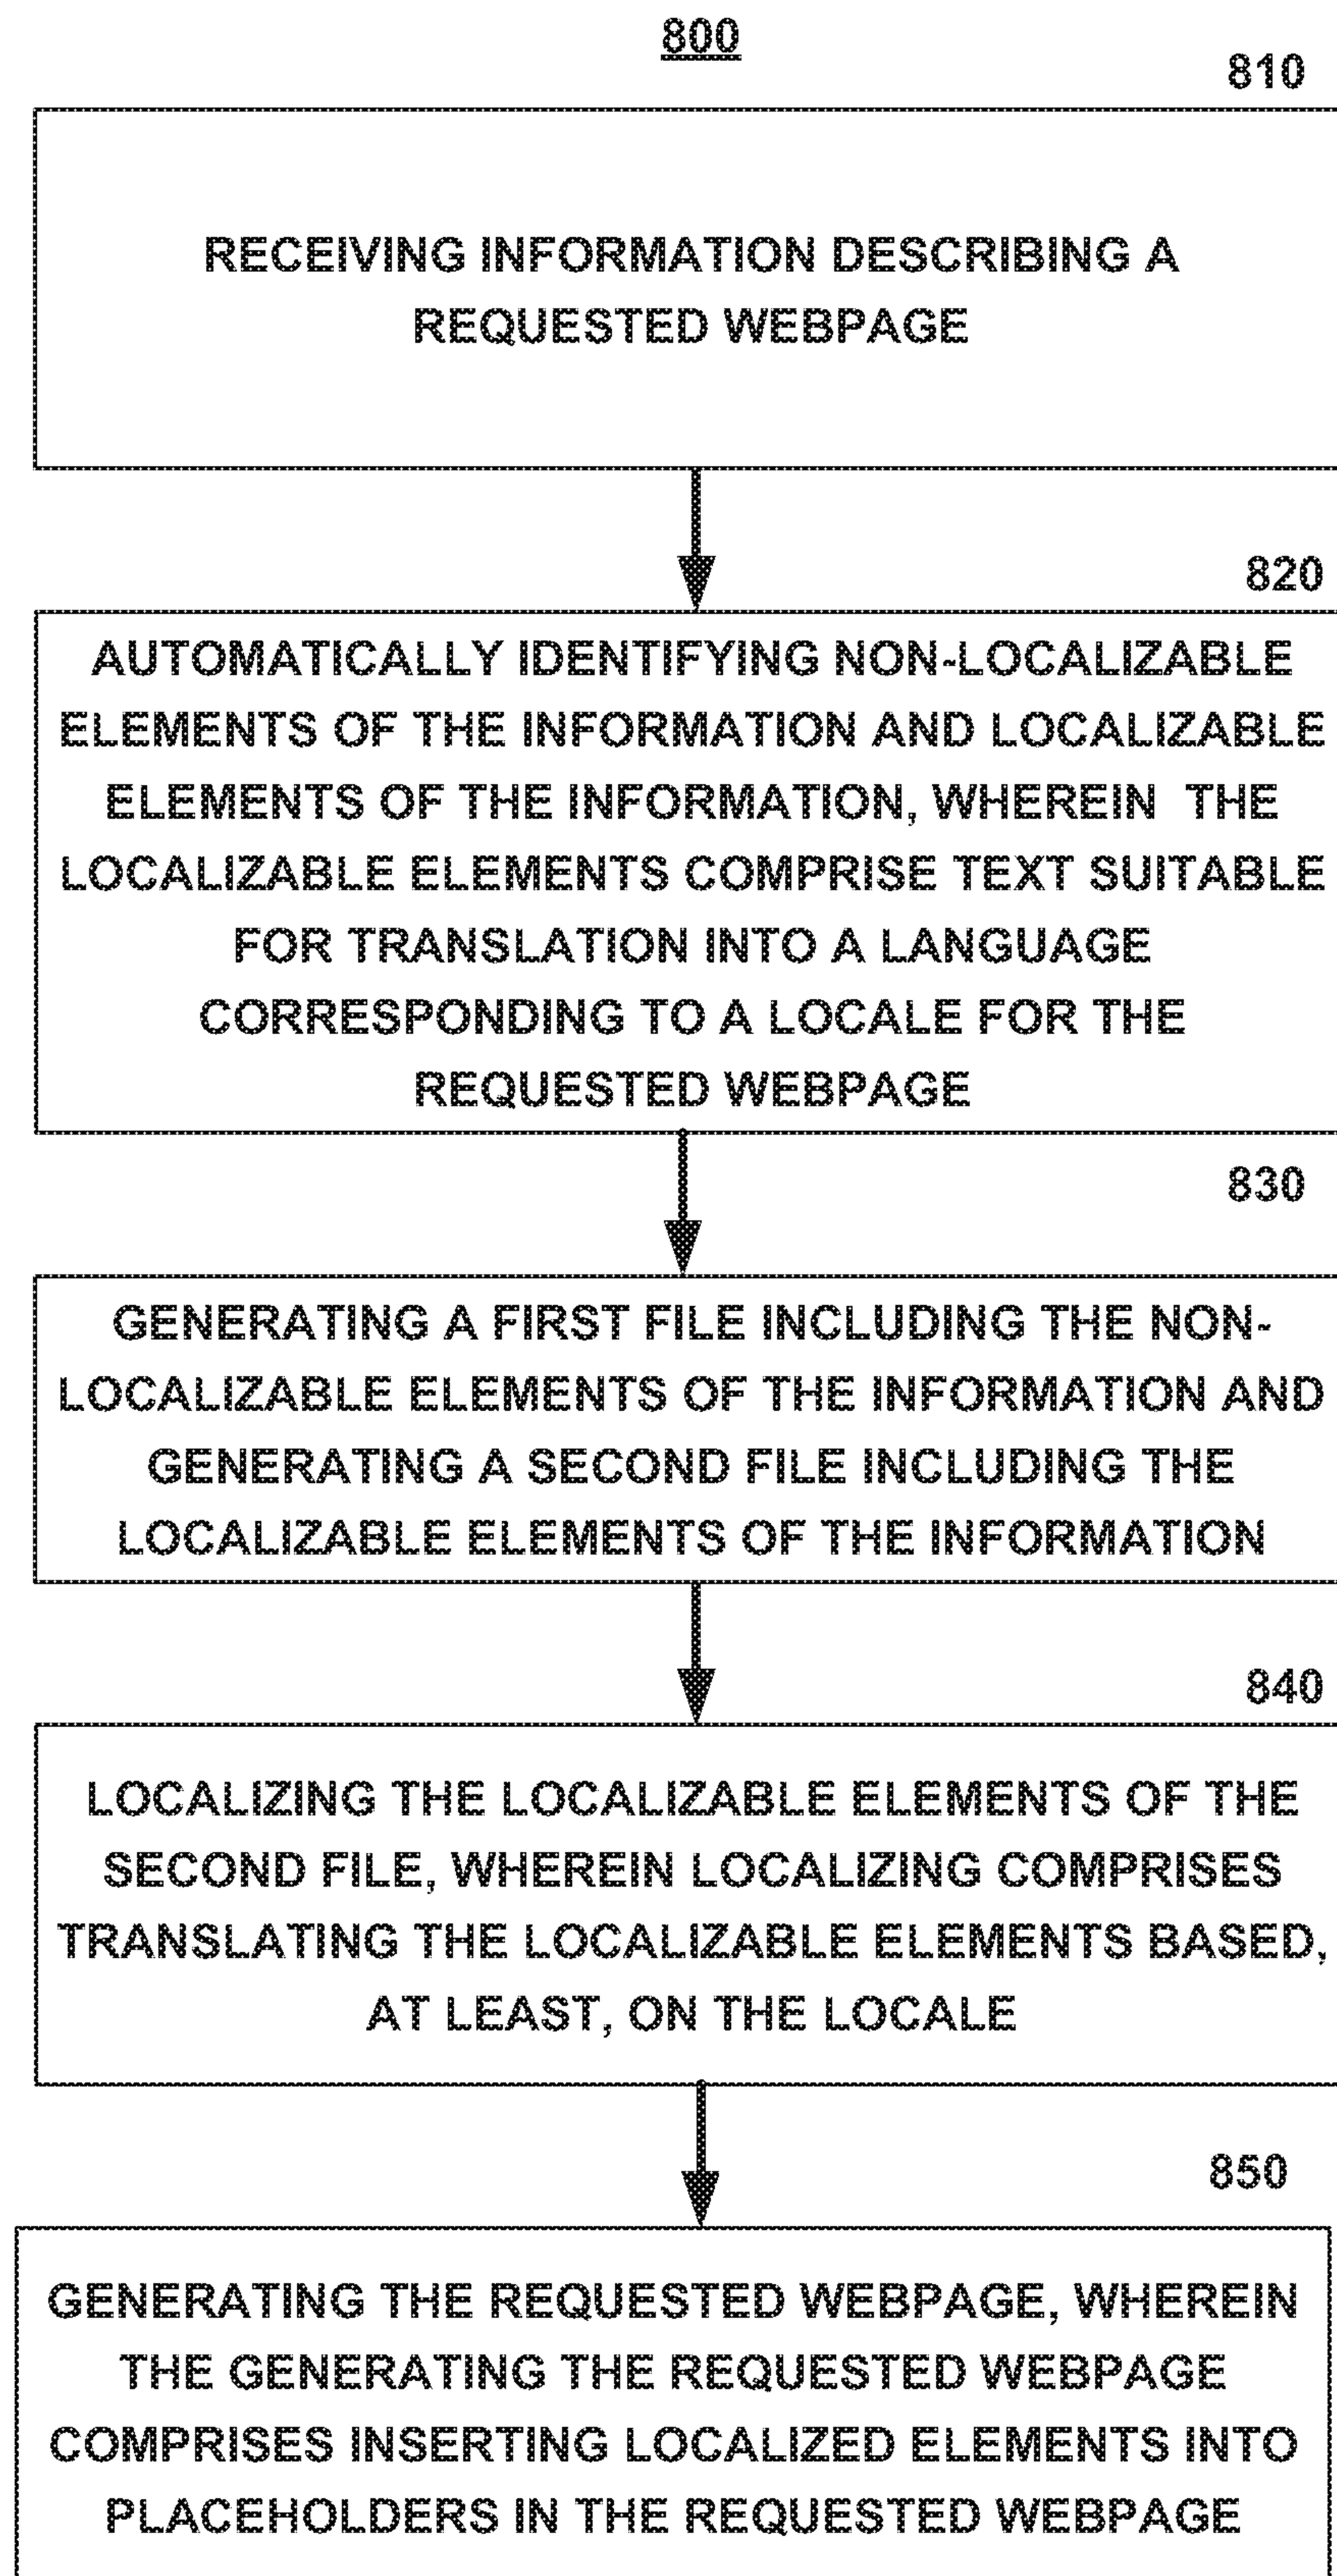 800
810
RECEIVING INFORMATION DESCRIBING A
REQUESTED WEBPAGE
820
AUTOMATICALLY IDENTIFYING NON-LOCALIZABLE
ELEMENTS OF THE INFORMATION AND LOCALIZABLE
ELEMENTS OF THE INFORMATION, WHEREIN THE
LOCALIZABLE ELEMENTS COMPRISE TEXT SUITABLE
FOR TRANSLATION INTO A LANGUAGE
CORRESPONDING TO A LOCALE FOR THE
REQUESTED WEBPAGE
830
GENERATING A FIRST FILE INCLUDING THE NON-
LOCALIZABLE ELEMENTS OF THE INFORMATION AND
GENERATING A SECOND FILE INCLUDING THE
LOCALIZABLE ELEMENTS OF THE INFORMATION
840
LOCALIZING THE LOCALIZABLE ELEMENTS OF THE
SECOND FILE, WHEREIN LOCALIZING COMPRISES
TRANSLATING THE LOCALIZABLE ELEMENTS BASED,
AT LEAST, ON THE LOCALE
850
GENERATING THE REQUESTED WEBPAGE, WHEREIN
THE GENERATING THE REQUESTED WEBPAGE
COMPRISES INSERTING LOCALIZED ELEMENTS INTO
PLACEHOLDERS IN THE REQUESTED WEBPAGE